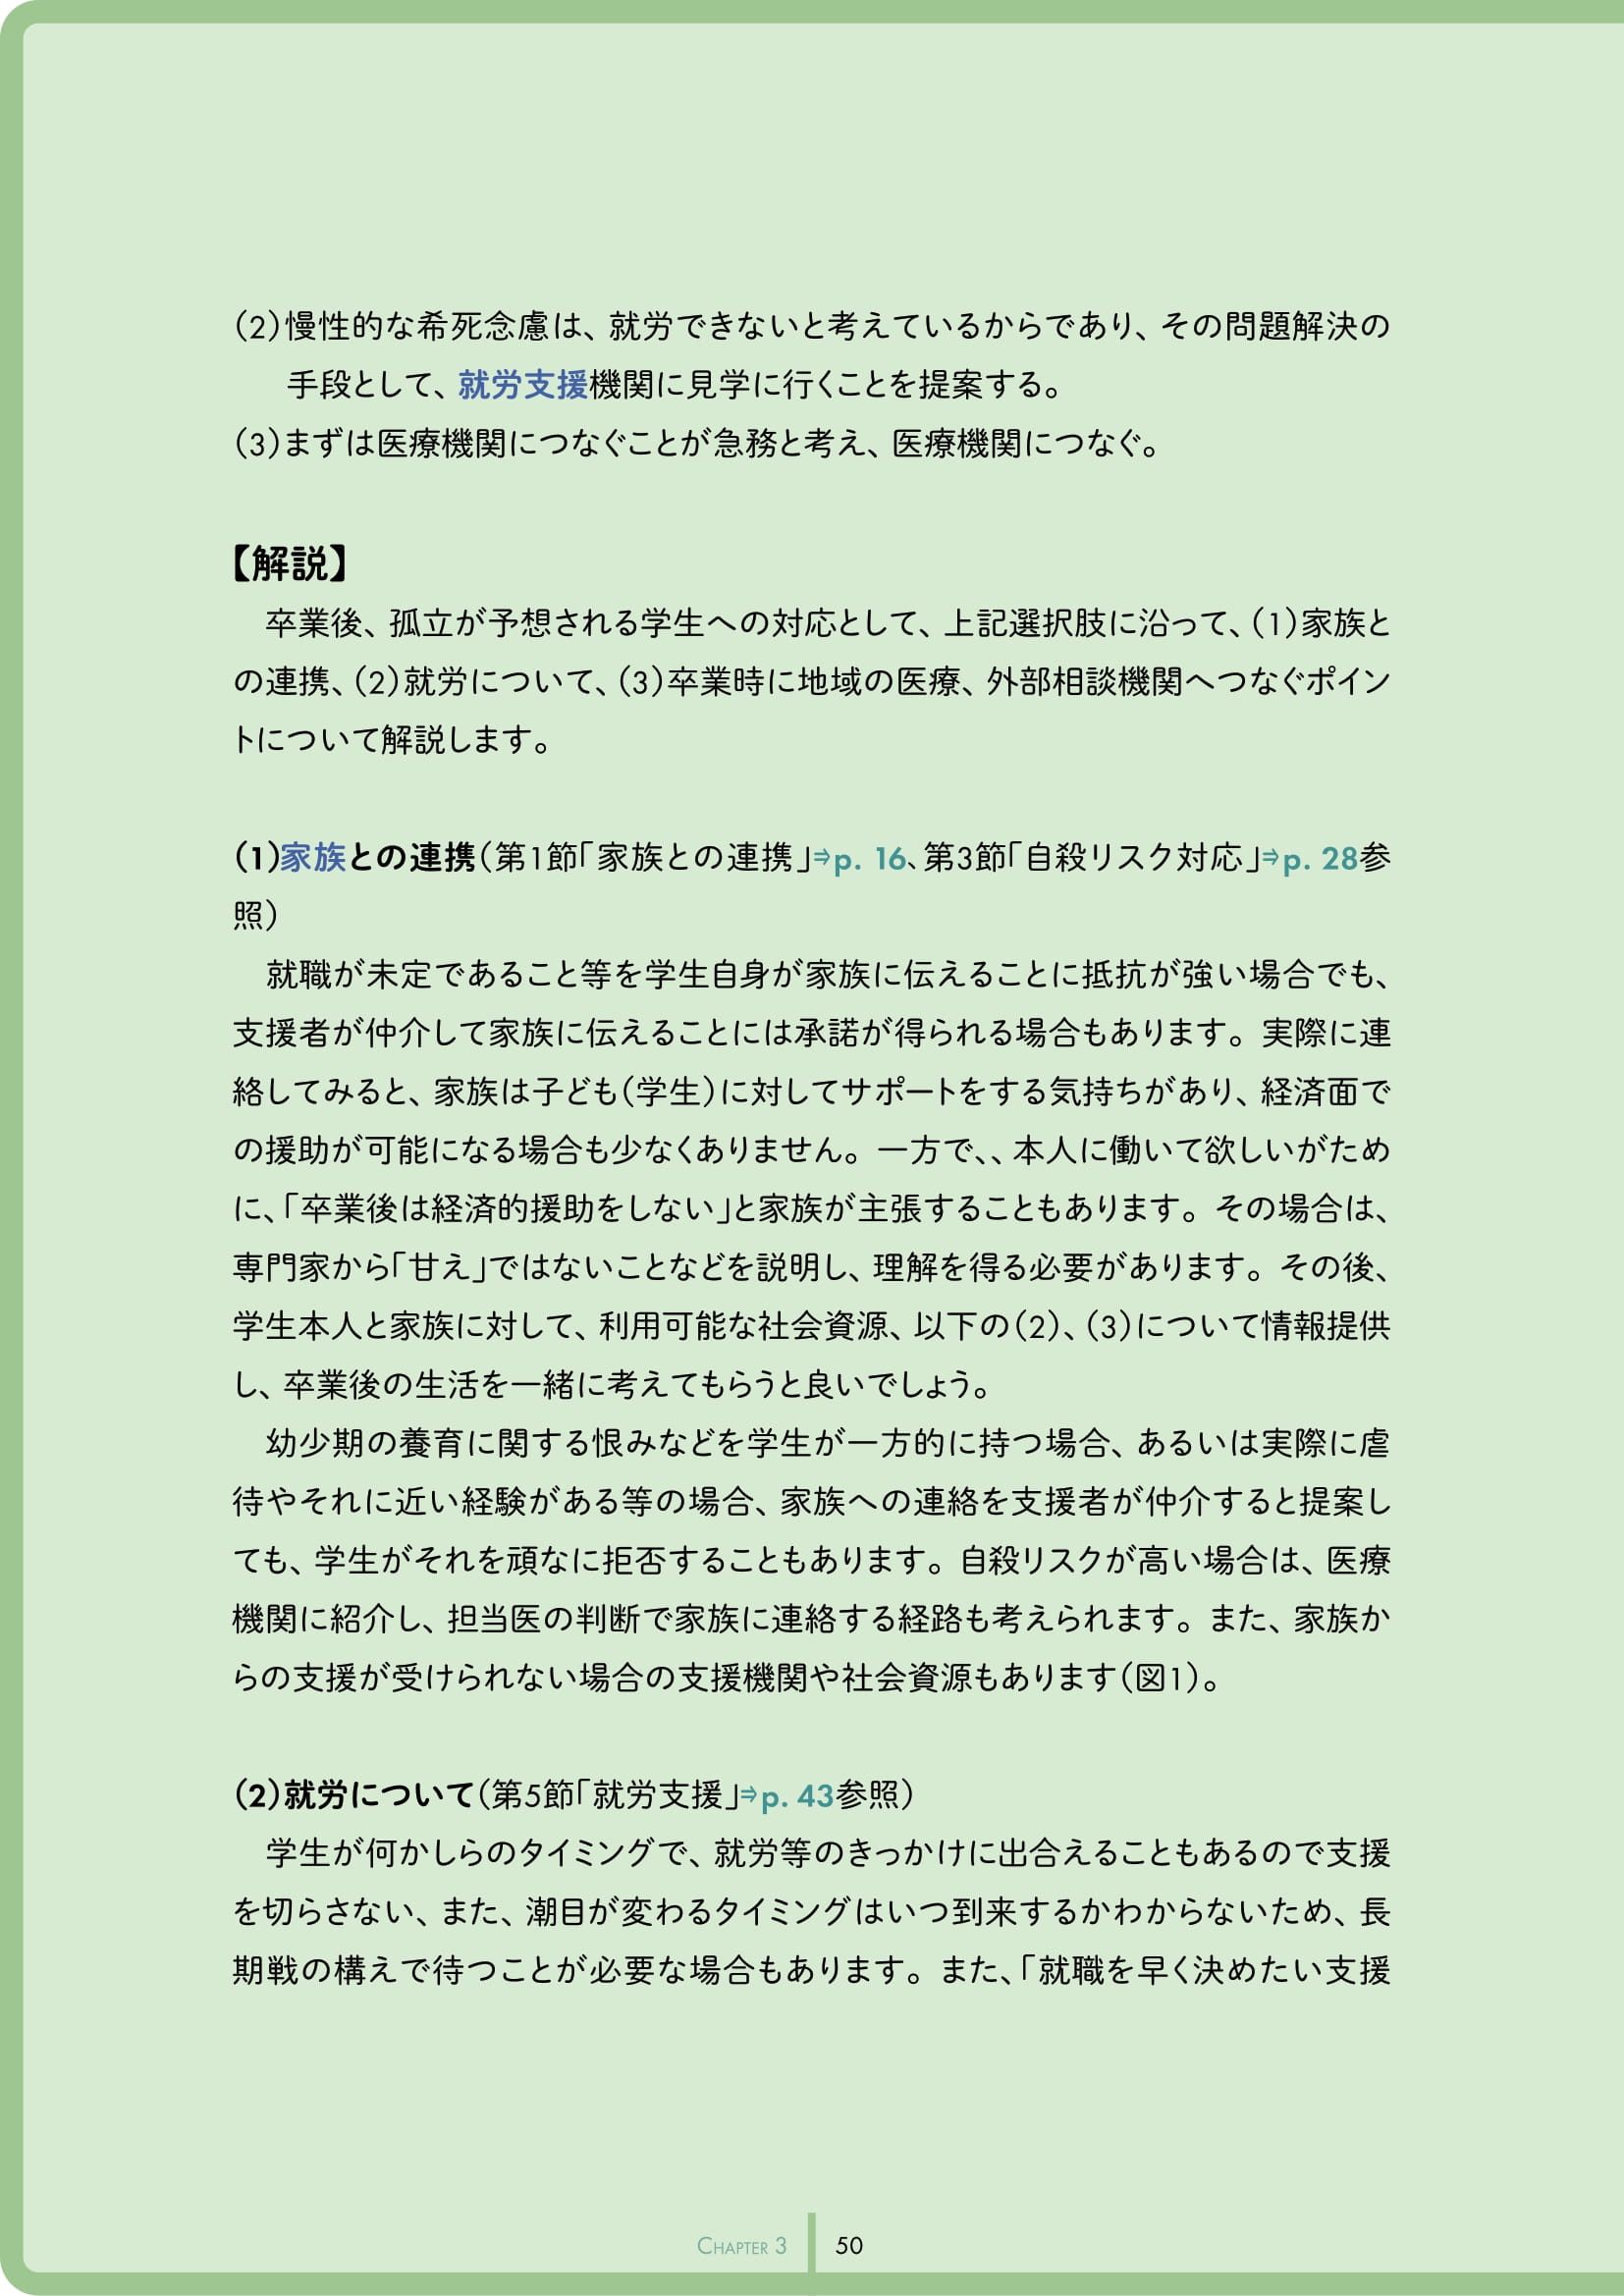 (2)慢性的な希死念慮は、就労できないと考えているからであり、その問題解決の
手段として、就労支援機関に見学に行くことを提案する。
(3)まずは医療機関につなぐことが急務と考え、医療機関につなぐ。
【解説】
卒業後、孤立が予想される学生への対応として、上記選択肢に沿って、(1)家族と
の連携、(2)就労について、(3)卒業時に地域の医療、外部相談機関へつなぐポイン
トについて解説します。
(1)家族との連携(第1節「家族との連携」⇒p. 16、第3節「自殺リスク対応」⇒p. 28参
照)
就職が未定であること等を学生自身が家族に伝えることに抵抗が強い場合でも、
支援者が仲介して家族に伝えることには承諾が得られる場合もあります。実際に連
絡してみると、家族は子ども(学生)に対してサポートをする気持ちがあり、経済面で
の援助が可能になる場合も少なくありません。一方で、、本人に働いて欲しいがため
に、「卒業後は経済的援助をしない」と家族が主張することもあります。その場合は、
専門家から「甘え」ではないことなどを説明し、理解を得る必要があります。その後、
学生本人と家族に対して、利用可能な社会資源、以下の(2)、(3)について情報提供
し、卒業後の生活を一緒に考えてもらうと良いでしょう。
幼少期の養育に関する恨みなどを学生が一方的に持つ場合、あるいは実際に虐
待やそれに近い経験がある等の場合、家族への連絡を支援者が仲介すると提案し
ても、学生がそれを頑なに拒否することもあります。自殺リスクが高い場合は、医療
機関に紹介し、担当医の判断で家族に連絡する経路も考えられます。また、家族か
らの支援が受けられない場合の支援機関や社会資源もあります(図1)。
(2)就労について(第5節「就労支援」⇒p. 43参照)
学生が何かしらのタイミングで、就労等のきっかけに出合えることもあるので支援
を切らさない、また、潮目が変わるタイミングはいつ到来するかわからないため、長
期戦の構えで待つことが必要な場合もあります。また、「就職を早く決めたい支援
CHAPTER 3 50